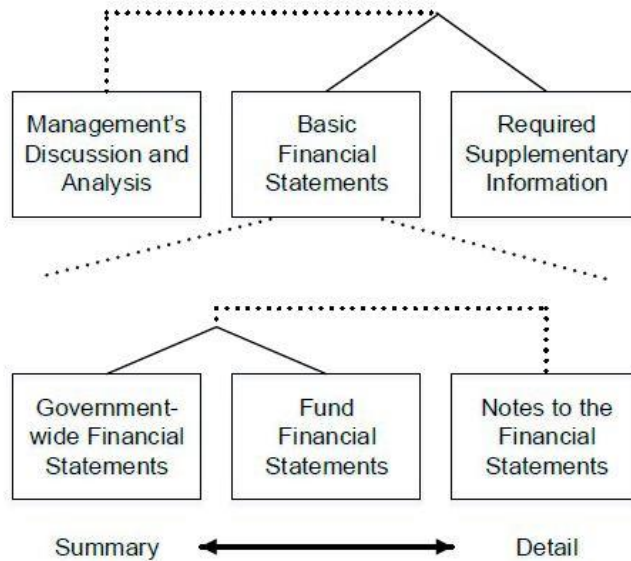 Management's
Discussion and
Analysis
Basic
Financial
Statements
Required
Supplementary
Information
Government-
wide Financial
Statements
Fund
Financial
Statements
Notes to the
Financial
Statements
Summary
Detail